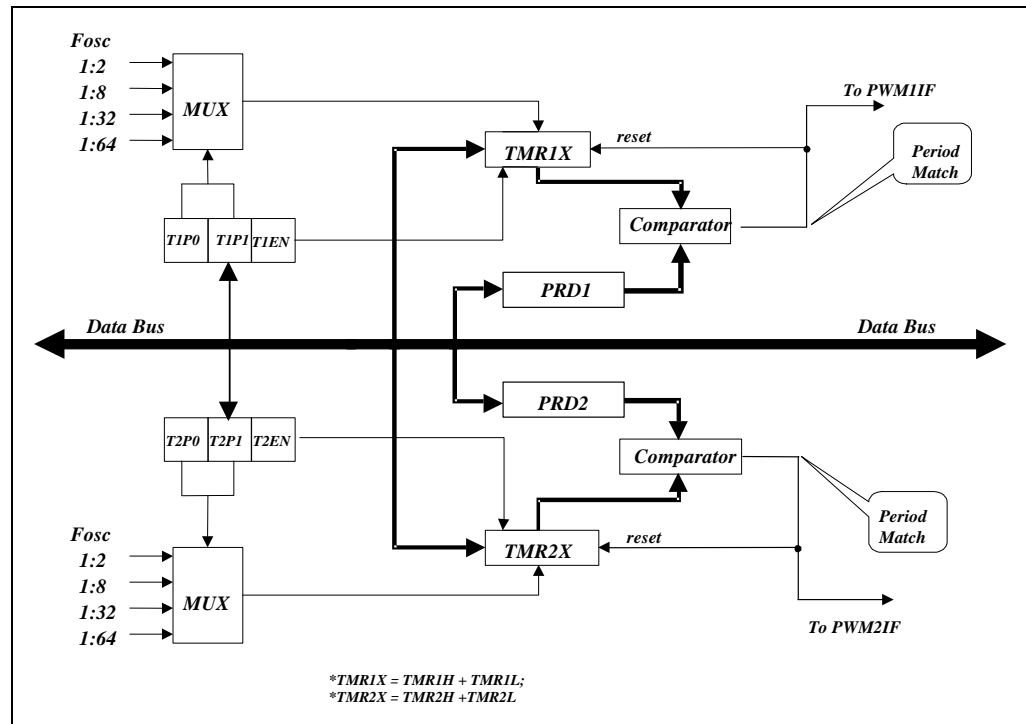 Fosc
1:2
1:8
1:32
1:64
MUX
To PWM1IF
reset
TMR1X
Period
Match
T1P0 T1P1 T1EN
Comparator
PRD1
Data Bus
Data Bus
PRD2
T2P0 T2P1 T2EN
Comparator
Fosc
1:2
1:8
1:32
1:64
MUX
TMR2X
reset
Period
Match
To PWM2IF
*TMR1X = TMR1H + TMR1L;
*TMR2X = TMR2H +TMR2L